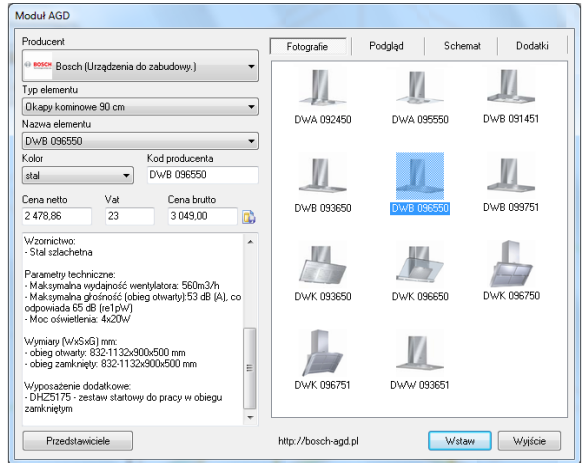 Moduł AGD
Producent
BOSCH Bosch (Urządzenia do zabudowy.)
Typ elementu
Okapy kominowe 90 cm
Nazwa elementu
DWB 096550
Kolor Kod producenta
stal DWB 096550
Cena netto Vat Cena brutto
2 478,86 23 3 049,00
Wzornictwo:
- Stal szlachetna
Parametry techniczne:
- Maksymalna wydajność wentylatora: 560m3/h
- Maksymalna głośność (obieg otwarty):53 dB (A), co
odpowiada 65 dB (re1pW)
- Moc oświetlenia: 4x20W
Wymiary (WxSxG) mm:
- obieg otwarty: 832-1132x900x500 mm
- obieg zamknięty: 832-1132x900x500 mm
Wyposażenie dodatkowe:
- DHZ5175 - zestaw startowy do pracy w obiegu
zamkniętym
Przedstawiciele
Fotografie Podgląd Schemat Dodatki
DWA 092450 DWA 095550 DWB 091451
DWB 093650 DWB 096550 DWB 099751
DWK 093650 DWK 096650 DWK 096750
DWK 096751 DWW 093651
http://bosch-agd.pl Wstaw Wyjście